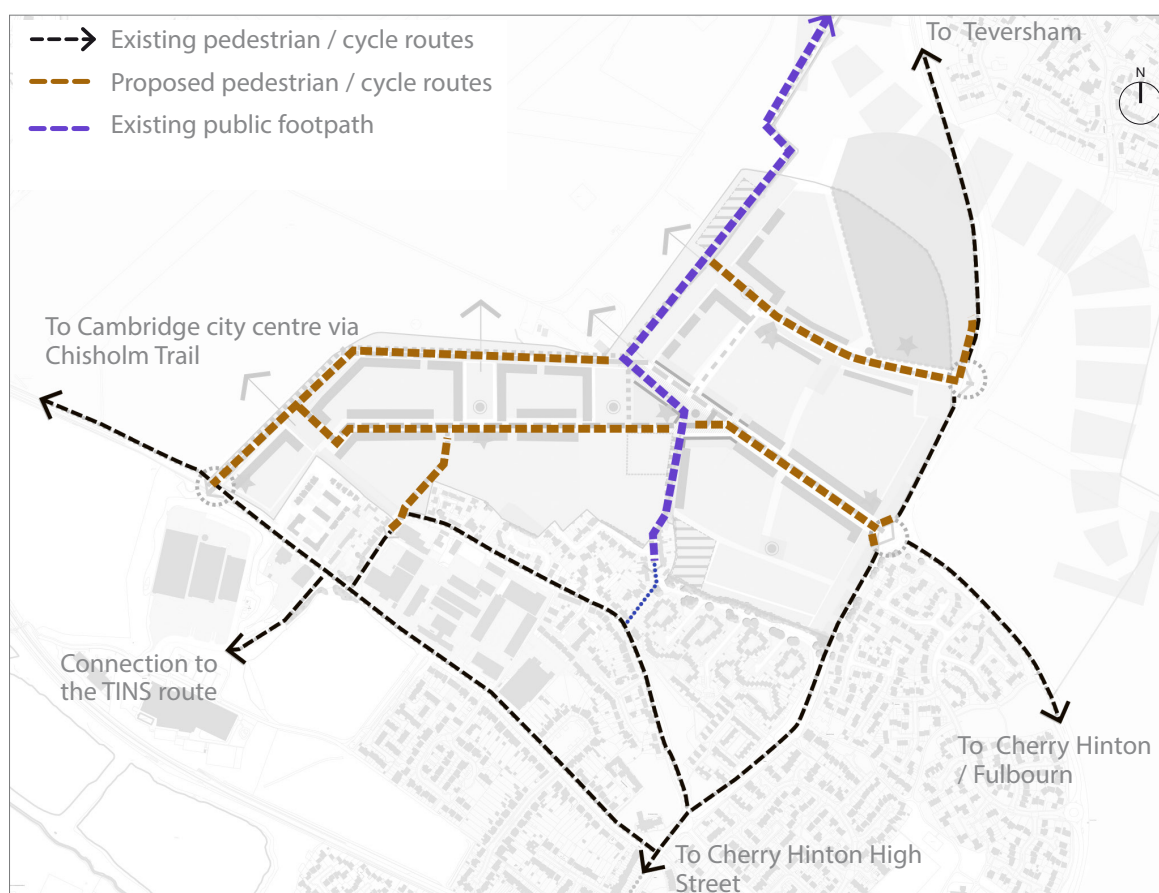 Existing pedestrian / cycle routes
Proposed pedestrian / cycle routes
Existing public footpath
To Teversham
N
To Cambridge city centre via
Chisholm Trail
Connection to
the TINS route
To Cherry Hinton
/ Fulbourn
To Cherry Hinton High
Street